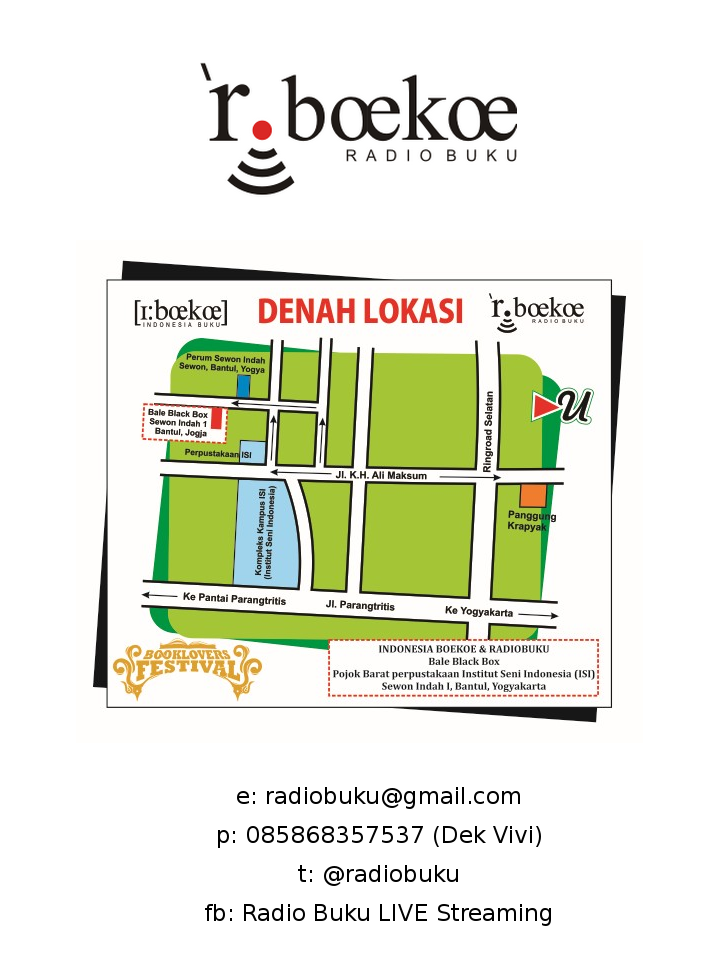 'r.bœkœ
RADIO BUKU
[ɪ:bœkœ]
INDONESIA BUKU
DENAH LOKASI
'r.bœkœ
RADIO BUKU
Perum Sewon Indah
Sewon, Bantul, Yogya
Bale Black Box
Sewon Indah 1
Bantul, Jogja
Perpustakaan ISI
Ringroad Selatan
U
Jl. K.H. Ali Maksum
Panggung
Krapyak
Kompleks Kampus ISI
(Institut Seni Indonesia)
Ke Pantai Parangtritis
Jl. Parangtritis
Ke Yogyakarta
BOOKLOVERS
FESTIVAL
INDONESIA BOEKOE & RADIOBUKU
Bale Black Box
Pojok Barat perpustakaan Institut Seni Indonesia (ISI)
Sewon Indah I, Bantul, Yogyakarta
e: radiobuku@gmail.com
p: 085868357537 (Dek Vivi)
t: @radiobuku
fb: Radio Buku LIVE Streaming